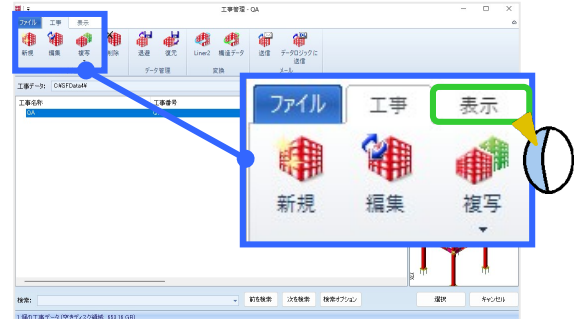 工事管理 - QA
ファイル 工事 表示
新規 編集 複写 削除 退避 復元 Liner2 構造データ 送信 データロジックに送信
データ管理 変換 メール
工事データ: C:¥SFData4¥
工事名称 工事番号
QA
ファイル 工事 表示
新規 編集 複写
検索: 前を検索 次を検索 検索オプション 選択 キャンセル